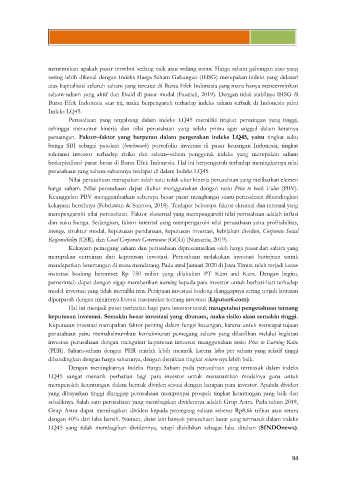 menentukan apakah pasar tersebut sedang naik atau sedang turun. Harga saham gabungan atau yang
sering lebih dikenal dengan Indeks Harga Saham Gabungan (IHSG) merupakan indeks yang didasari
atas kapitalisasi seluruh saham yang tercatat di Bursa Efek Indonesia yang mana hanya mencerminkan
saham-saham yang aktif dan likuid di pasar modal (Fauziah, 2019). Dengan tidak stabilnya IHSG di
Bursa Efek Indonesia saat ini, maka berpengaruh terhadap indeks saham terbaik di Indonesia yaitu
Indeks LQ45.
Perusahaan yang tergabung dalam indeks LQ45 memiliki tingkat persaingan yang tinggi,
sehingga menuntut kinerja dan nilai perusahaan yang selalu prima agar unggul dalam ketatnya
persaingan. Faktor–faktor yang berperan dalam pergerakan indeks LQ45, yaitu tingkat suku
bunga SBI sebagai patokan (benchmark) portofolio investasi di pasar keuangan Indonesia; tingkat
toleransi investor terhadap risiko dan saham–saham penggerak indeks yang merupakan saham
berkapitalisasi pasar besar di Bursa Efek Indonesia. Hal ini berpengaruh terhadap meningkatnya nilai
perusahaan yang saham-sahamnya terdapat di dalam Indeks LQ45.
Nilai perusahaan merupakan salah satu tolak ukur kinerja perusahaan yang melibatkan elemen
harga saham. Nilai perusahaan dapat diukur menggunakan dengan rasio Price to book Value (PBV).
Keunggulan PBV menggambarkan seberapa besar pasar menghargai suatu perusahaan dibandingkan
kekayaan bersihnya (Febriawati & Santosa, 2018). Terdapat beberapa faktor eksternal dan internal yang
mempengaruhi nilai perusahaan. Faktor eksternal yang mempengaruhi nilai perusahaan adalah inflasi
dan suku bunga. Sedangkan, faktor internal yang mempengaruhi nilai perusahaan yaitu profitabilitas,
leverage, struktur modal, keputusan pendanaan, keputusan investasi, kebijakan dividen, Corporate Sosial
Responsibility (CSR), dan Good Corporate Governance (GCG) (Nuraenia, 2019).
Kekayaan pemegang saham dan perusahaan dipresentasikan oleh harga pasar dari saham yang
merupakan cerminan dari keputusan investasi. Perusahaan melakukan investasi bertujuan untuk
mendapatkan keuntungan di masa mendatang. Pada awal Januari 2020 di Jawa Timur, telah terjadi kasus
investasi bodong beromzet Rp 750 miliar yang dilakukan PT Kam and Kam. Dengan begitu,
pemerintah dapat dengan sigap memberikan warning kepada para investor untuk berhati-hati terhadap
model investasi yang tidak memiliki izin. Penipuan investasi bodong dianggapnya sering terjadi lantaran
diperparah dengan minimnya literasi masyarakat tentang investasi (Liputan6.com).
Hal ini menjadi pusat perhatian bagi para investor untuk mengetahui pengetahuan tentang
keputusan investasi. Semakin besar investasi yang ditanam, maka risiko akan semakin tinggi.
Keputusan investasi merupakan faktor penting dalam fungsi keuangan, karena untuk mencapai tujuan
perusahaan yaitu memaksimumkan kemakmuran pemegang saham yang dihasilkan melalui kegiatan
investasi perusahaan dengan mengukur keputusan investasi menggunakan rasio Price to Earning Ratio
(PER). Saham-saham dengan PER rendah lebih menarik karena laba per saham yang relatif tinggi
dibandingkan dengan harga sahamnya, dengan demikian tingkat return-nya lebih baik.
Dengan meningkatnya Indeks Harga Saham pada perusahaan yang termasuk dalam indeks
LQ45 sangat menarik perhatian bagi para investor untuk menanamkan modalnya guna untuk
memperoleh keuntungan dalam bentuk dividen sesuai dengan harapan para investor. Apabila dividen
yang dibayarkan tinggi dianggap perusahaan mempunyai prospek tingkat keuntungan yang baik dan
sebaliknya. Salah satu perusahaan yang membagikan dividennya adalah Grup Astra. Pada tahun 2019,
Grup Astra dapat membagikan dividen kepada pemegang saham sebesar Rp8,66 triliun atau setara
dengan 40% dari laba bersih. Namun, disisi lain banyak perusahaan besar yang termasuk dalam indeks
LQ45 yang tidak membagikan dividennya, tetapi disisihkan sebagai laba ditahan (SINDOnews).
94